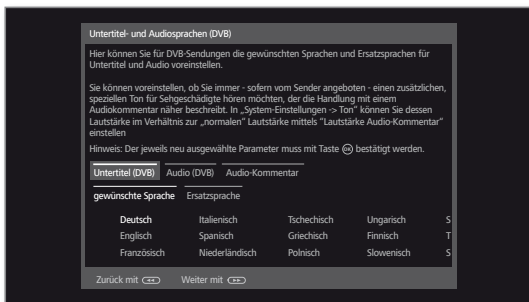 Untertitel- und Audiosprachen (DVB)
Hier können Sie für DVB-Sendungen die gewünschten Sprachen und Ersatzsprachen für
Untertitel und Audio voreinstellen.
Sie können voreinstellen, ob Sie immer - sofern vom Sender angeboten - einen zusätzlichen,
speziellen Ton für Sehgeschädigte hören möchten, der die Handlung mit einem
Audiokommentar näher beschreibt. In „System-Einstellungen -> Ton" können Sie dessen
Lautstärke im Verhältnis zur „normalen" Lautstärke mittels "Lautstärke Audio-Kommentar"
einstellen
Hinweis: Der jeweils neu ausgewählte Parameter muss mit Taste OK bestätigt werden.
Untertitel (DVB) Audio (DVB) Audio-Kommentar
gewünschte Sprache Ersatzsprache
Deutsch Italienisch Tschechisch Ungarisch S
Englisch Spanisch Griechisch Finnisch T
Französisch Niederländisch Polnisch Slowenisch S
Zurück mit Weiter mit